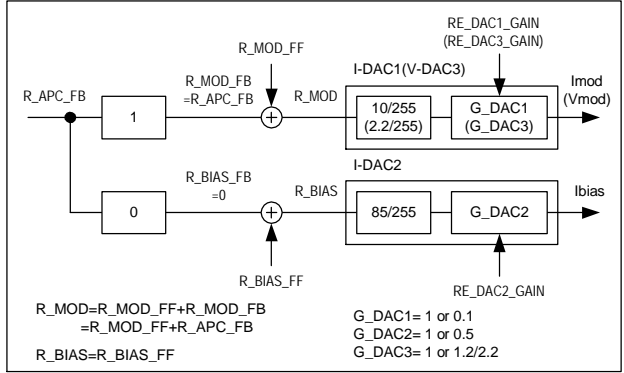 RE_DAC1_GAIN
(RE_DAC3_GAIN)
R_MOD_FF
I-DAC1(V-DAC3)
R_APC_FB
R_MOD_FB
=R_APC_FB
R_MOD
Imod
(Vmod)
1
10/255
(2.2/255)
G_DAC1
(G_DAC3)
I-DAC2
R_BIAS_FB
=0
R_BIAS
Ibias
0
85/255
G_DAC2
R_BIAS_FF
RE_DAC2_GAIN
R_MOD=R_MOD_FF+R_MOD_FB
=R_MOD_FF+R_APC_FB
R_BIAS=R_BIAS_FF
G_DAC1= 1 or 0.1
G_DAC2= 1 or 0.5
G_DAC3= 1 or 1.2/2.2